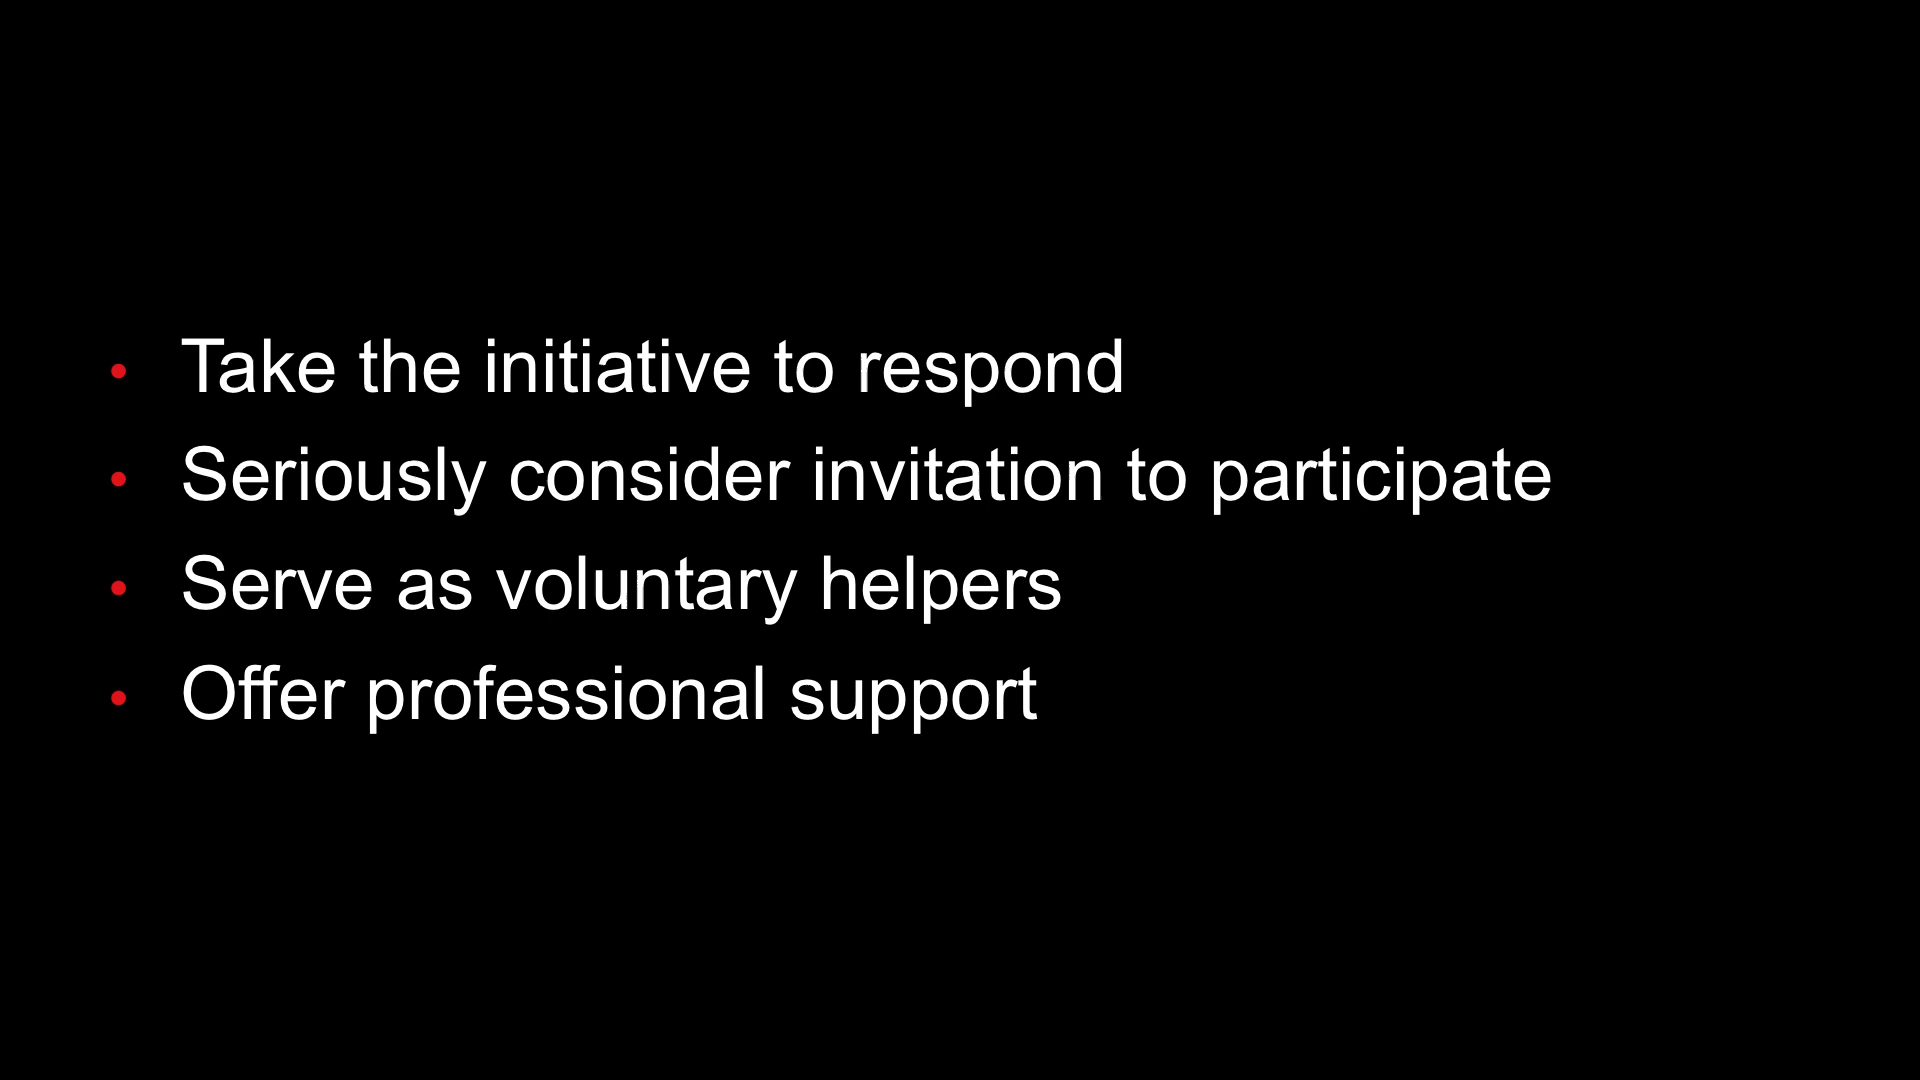 • Take the initiative to respond
• Seriously consider invitation to participate
• Serve as voluntary helpers
• Offer professional support